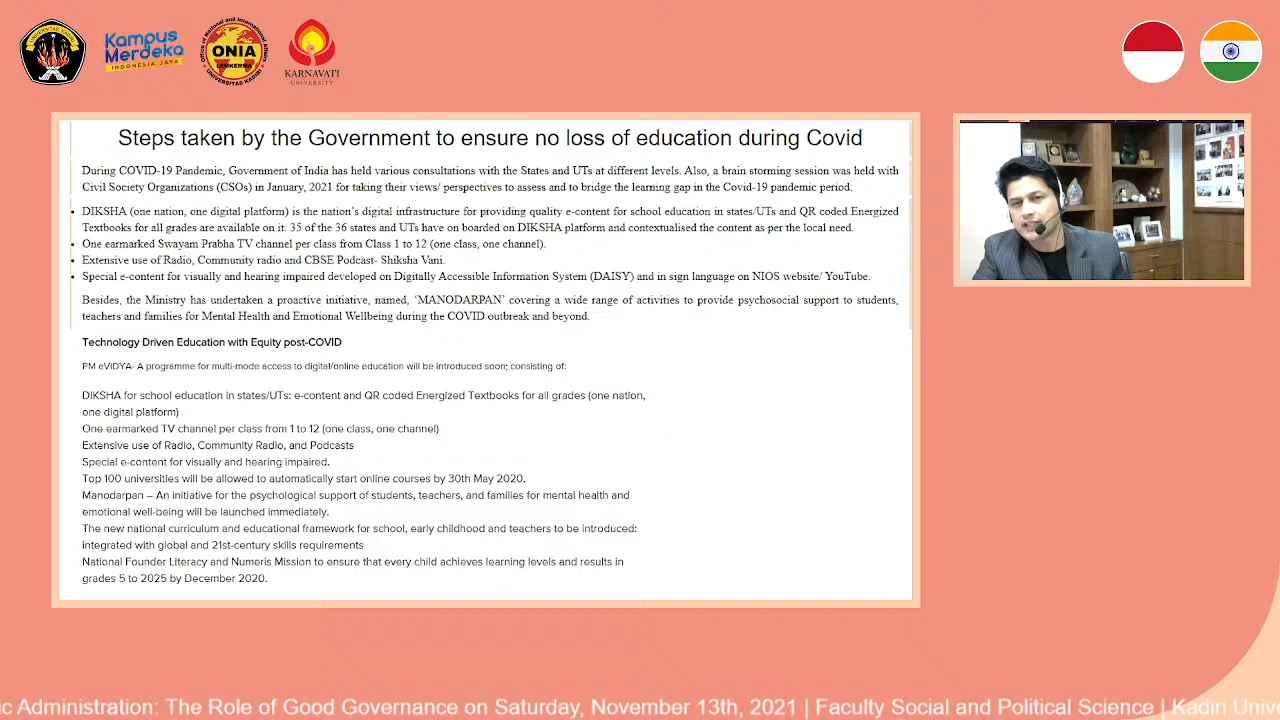 Kampus
Merdeka
INDONESIA JAYA
Office of National and International Affairs
ONIA
LEMKERMA
UNIVERSITAS KADIRI
KARNAVATI
UNIVERSITY
Steps taken by the Government to ensure no loss of education during Covid
During COVID-19 Pandemic, Government of India has held various consultations with the States and UTs at different levels. Also, a brain storming session was held with
Civil Society Organizations (CSOs) in January, 2021 for taking their views/ perspectives to assess and to bridge the learning gap in the Covid-19 pandemic period.
• DIKSHA (one nation, one digital platform) is the nation's digital infrastructure for providing quality e-content for school education in states/UTs and QR coded Energized
Textbooks for all grades are available on it. 35 of the 36 states and UTs have on boarded on DIKSHA platform and contextualised the content as per the local need.
• One earmarked Swayam Prabha TV channel per class from Class 1 to 12 (one class, one channel).
• Extensive use of Radio, Community radio and CBSE Podcast- Shiksha Vani.
• Special e-content for visually and hearing impaired developed on Digitally Accessible Information System (DAISY) and in sign language on NIOS website/ YouTube.
Besides, the Ministry has undertaken a proactive initiative, named, 'MANODARPAN' covering a wide range of activities to provide psychosocial support to students,
teachers and families for Mental Health and Emotional Wellbeing during the COVID outbreak and beyond.
Technology Driven Education with Equity post-COVID
PM eVIDYA- A programme for multi-mode access to digital/online education will be introduced soon; consisting of:
DIKSHA for school education in states/UTs: e-content and QR coded Energized Textbooks for all grades (one nation,
one digital platform)
One earmarked TV channel per class from 1 to 12 (one class, one channel)
Extensive use of Radio, Community Radio, and Podcasts
Special e-content for visually and hearing impaired.
Top 100 universities will be allowed to automatically start online courses by 30th May 2020.
Manodarpan – An initiative for the psychological support of students, teachers, and families for mental health and
emotional well-being will be launched immediately.
The new national curriculum and educational framework for school, early childhood and teachers to be introduced:
integrated with global and 21st-century skills requirements
National Founder Literacy and Numeris Mission to ensure that every child achieves learning levels and results in
grades 5 to 2025 by December 2020.
c Administration: The Role of Good Governance on Saturday, November 13th, 2021 | Faculty Social and Political Science | Kadiri Unive